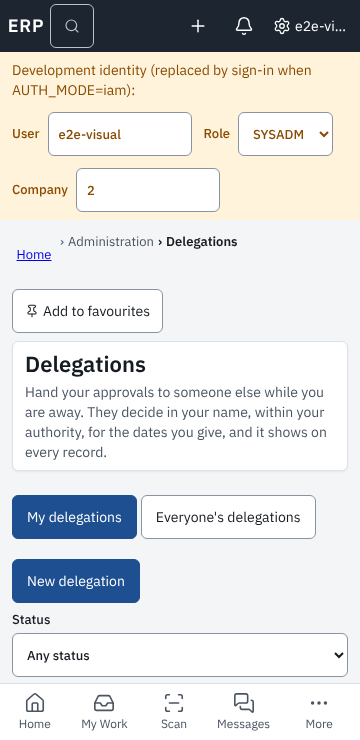 ERP
e2e-vi...
Development identity (replaced by sign-in when
AUTH_MODE=iam):
User e2e-visual Role SYSADM
Company 2
Home › Administration › Delegations
Add to favourites
Delegations
Hand your approvals to someone else while you
are away. They decide in your name, within your
authority, for the dates you give, and it shows on
every record.
My delegations Everyone's delegations
New delegation
Status
Any status
Home My Work Scan Messages More